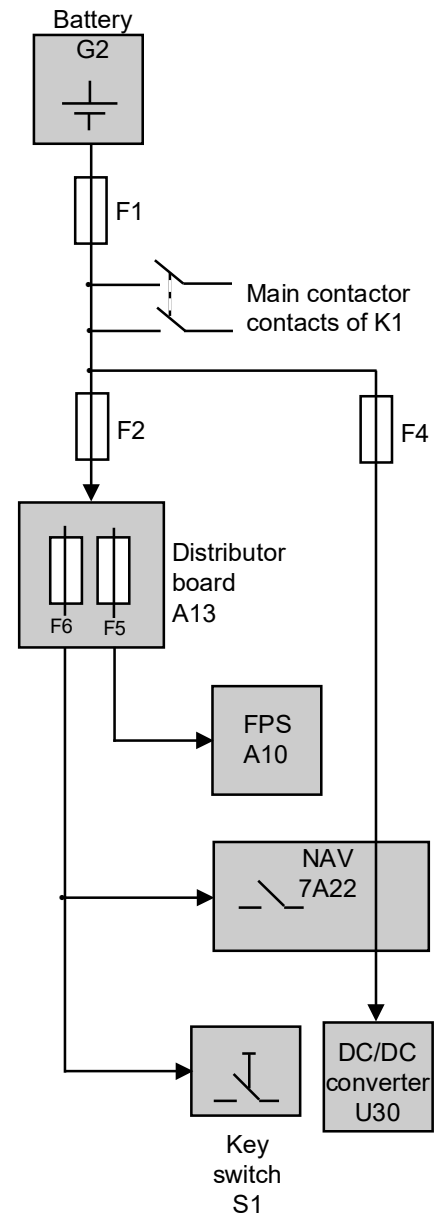 Battery
G2
F1
Main contactor
contacts of K1
F2
F4
Distributor
board
A13
F6
F5
FPS
A10
NAV
7A22
DC/DC
converter
U30
Key
switch
S1